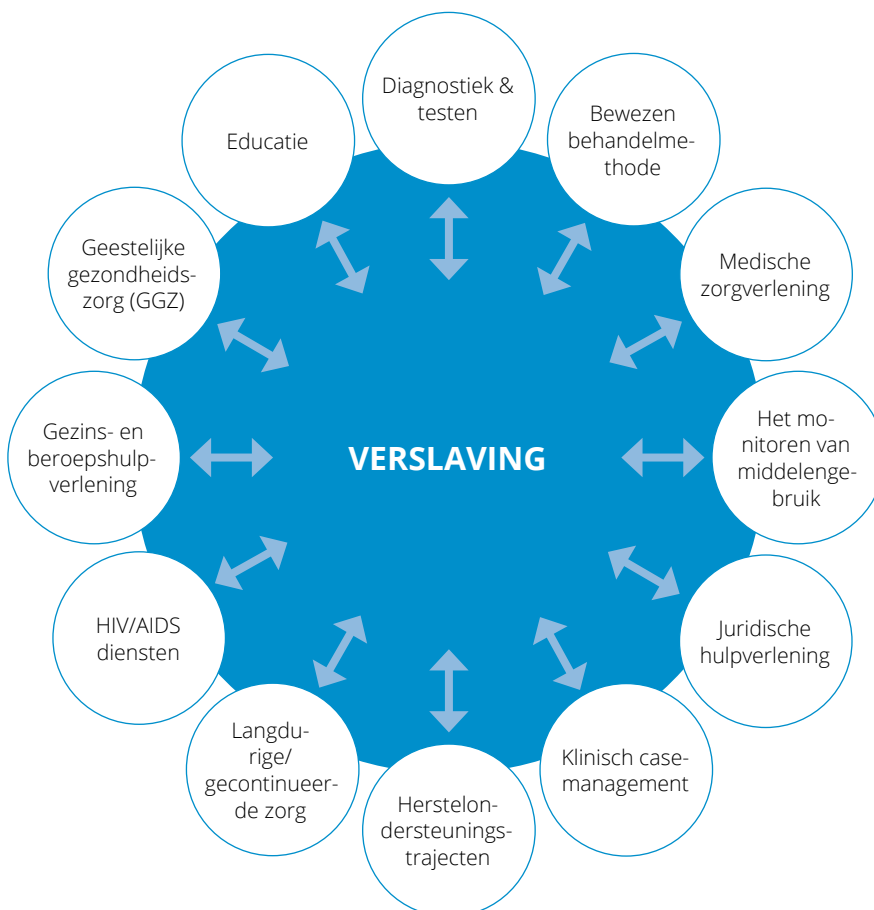 Diagnostiek &
testen
Bewezen
behandelme-
thode
Medische
zorgverlening
Het mo-
nitoren van
middelenge-
bruik
Juridische
hulpverlening
Klinisch case-
management
Herstelon-
dersteunings-
trajecten
Langdu-
rige/
gecontinueer-
de zorg
HIV/AIDS
diensten
Gezins- en
beroepshulp-
verlening
Geestelijke
gezondheids-
zorg (GGZ)
Educatie
VERSLAVING